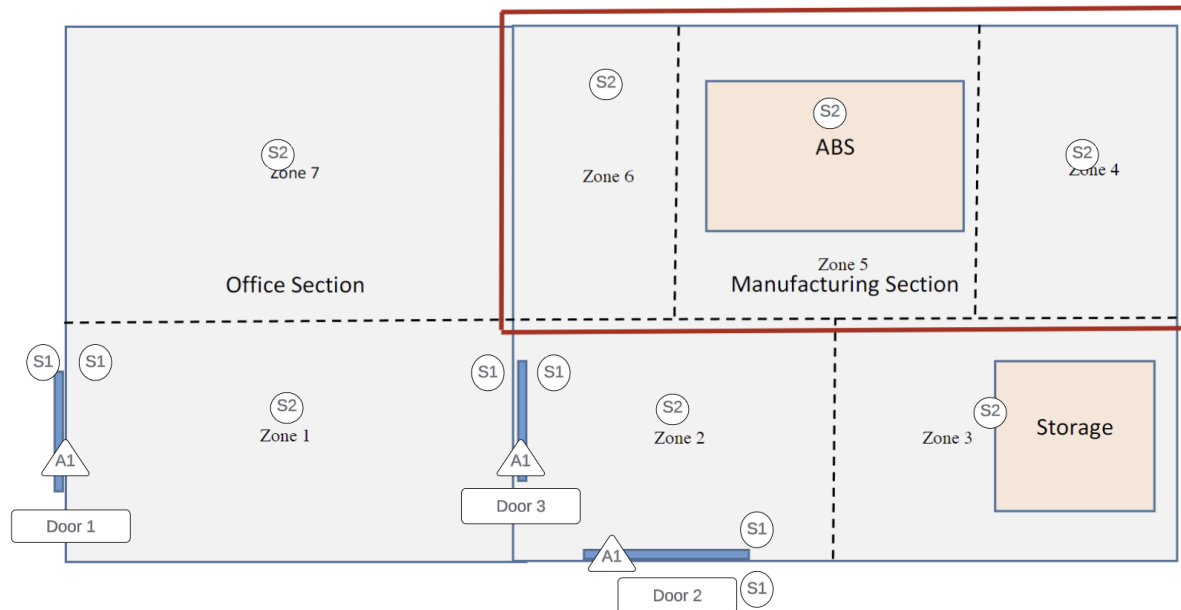 S2
S2
S2
ABS
S2
Zone 7
Zone 6
Zone 4
Zone 5
Office Section
Manufacturing Section
S1
S1
S1
S1
S2
Zone 1
S2
Zone 2
S2
Zone 3
Storage
A1
A1
Door 1
Door 3
S1
A1
S1
Door 2